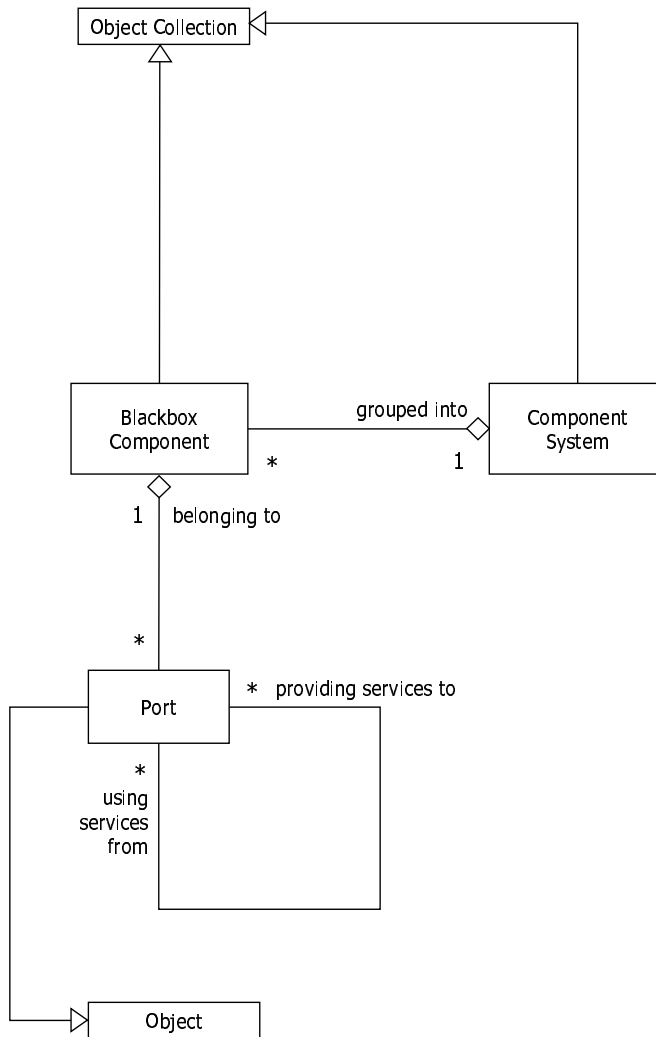 Object Collection
grouped into
Blackbox
Component
Component
System
*
1
1
belonging to
*
* providing services to
Port
*
using
services
from
Object